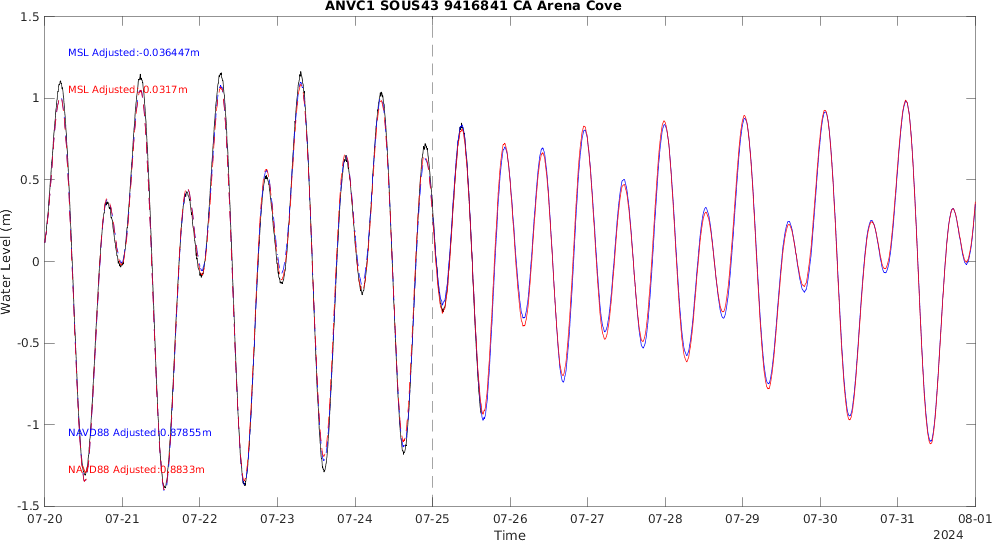 ANVC1 SOUS43 9416841 CA Arena Cove
1.5
MSL Adjusted:-0.036447m
MSL Adjusted:-0.0317m
1
0.5
0
-0.5
-1
-1.5
Water Level (m)
NAVD88 Adjusted:0.87855m
NAVD88 Adjusted:0.8833m
07-20 07-21 07-22 07-23 07-24 07-25 07-26 07-27 07-28 07-29 07-30 07-31 08-01
Time
2024